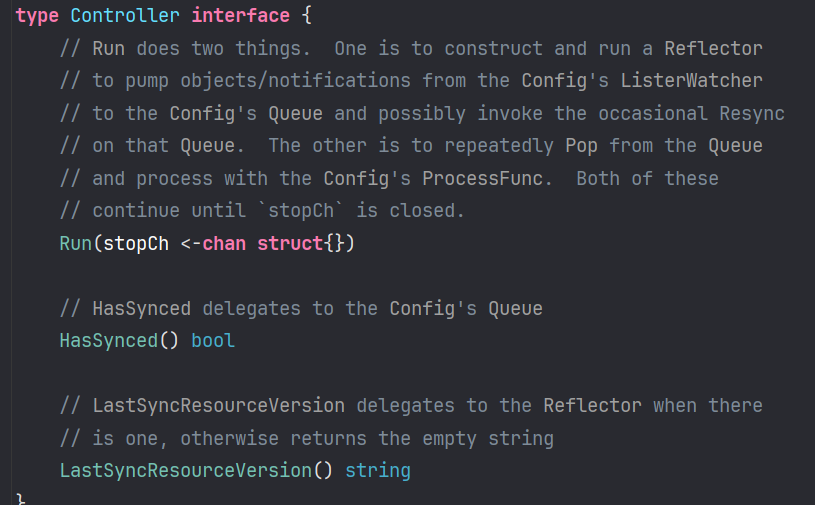 type Controller interface {
// Run does two things.  One is to construct and run a Reflector
// to pump objects/notifications from the Config's ListerWatcher
// to the Config's Queue and possibly invoke the occasional Resync
// on that Queue.  The other is to repeatedly Pop from the Queue
// and process with the Config's ProcessFunc.  Both of these
// continue until `stopCh` is closed.
Run(stopCh <-chan struct{})
// HasSynced delegates to the Config's Queue
HasSynced() bool
// LastSyncResourceVersion delegates to the Reflector when there
// is one, otherwise returns the empty string
LastSyncResourceVersion() string
}